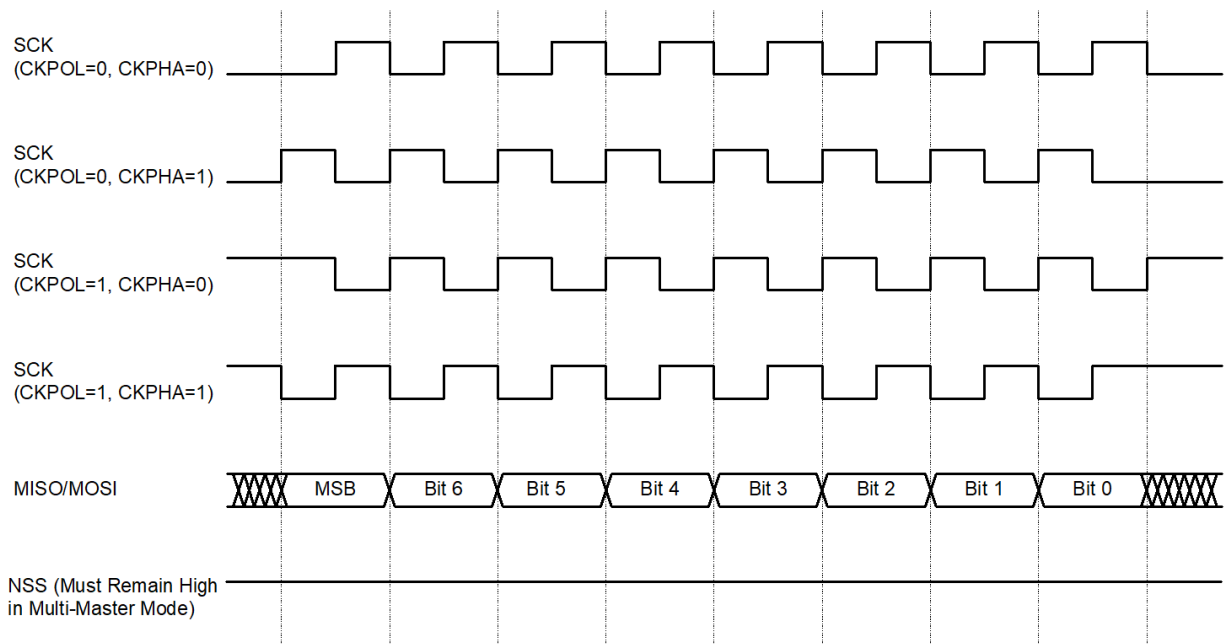 SCK
(CKPOL=0, CKPHA=0)
SCK
(CKPOL=0, CKPHA=1)
SCK
(CKPOL=1, CKPHA=0)
SCK
(CKPOL=1, CKPHA=1)
MISO/MOSI
MSB Bit 6 Bit 5 Bit 4 Bit 3 Bit 2 Bit 1 Bit 0
NSS (Must Remain High
in Multi-Master Mode)